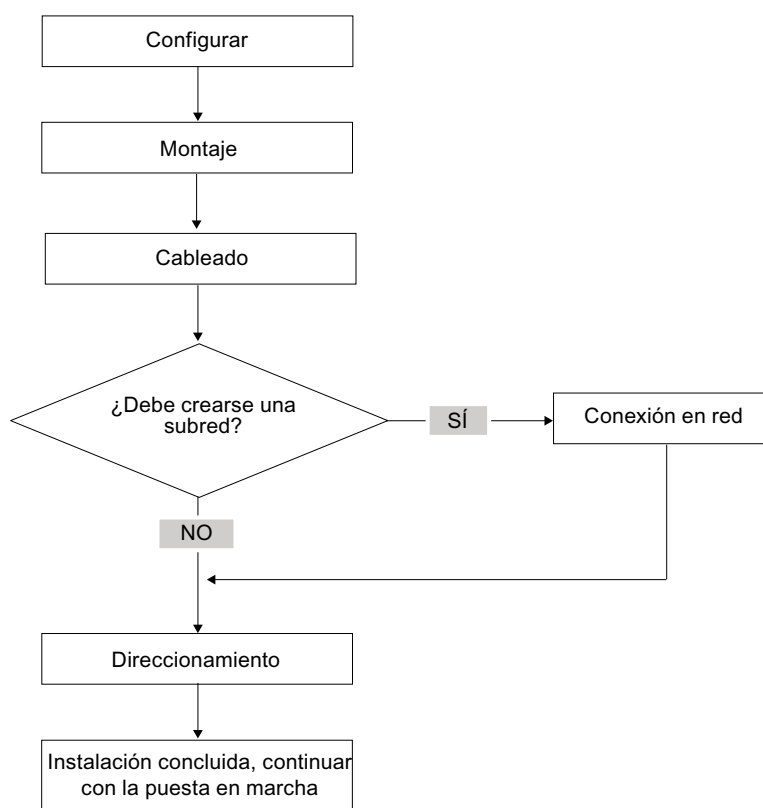 Configurar
Montaje
Cableado
¿Debe crearse una
subred?
SÍ
Conexión en red
NO
Direccionamiento
Instalación concluida, continuar
con la puesta en marcha